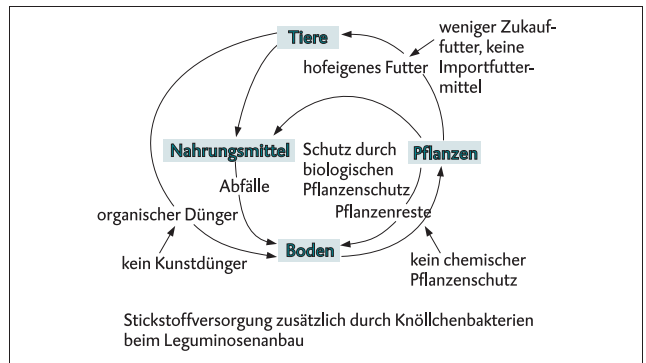 Tiere
weniger Zukauf-
futter, keine
Importfutter-
mittel
hofeigenes Futter
Nahrungsmittel
Schutz durch
biologischen
Pflanzenschutz
Pflanzen
Abfälle
Pflanzenreste
organischer Dünger
kein Kunstdünger
Boden
kein chemischer
Pflanzenschutz
Stickstoffversorgung zusätzlich durch Knöllchenbakterien
beim Leguminosenanbau